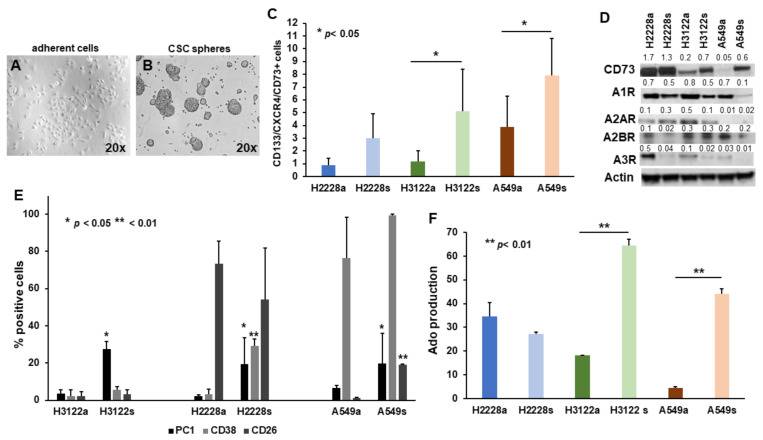 adherent cells
A
20x
CSC spheres
B
20x
C
CD133/CXCR4/CD73+ cells
11
10
9
8
7
6
5
4
3
2
1
0
* p< 0.05
*
*
H2228a H2228s H3122a H3122s A549a A549s
D
H2228a H2228s H3122a H3122s A549a A549s
1.7 1.3 0.2 0.7 0.05 0.6
CD73
0.7 0.5 0.8 0.5 0.7 0.1
A1R
0.1 0.3 0.5 0.1 0.01 0.02
A2AR
0.1 0.02 0.3 0.3 0.2 0.2
A2BR
0.5 0.04 0.1 0.02 0.03 0.01
A3R
Actin
E
% positive cells
100
80
60
40
20
0
* p < 0.05 ** < 0.01
*
*
**
*
**
H3122a H3122s H2228a H2228s A549a A549s
PC1 CD38 CD26
F
Ado production
70
60
50
40
30
20
10
0
** p< 0.01
**
**
H2228a H2228s H3122a H3122 s A549a A549s